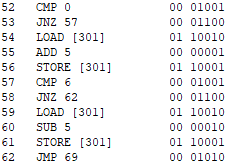 52 CMP 0 00 01001
53 JNZ 57 00 01100
54 LOAD [301] 01 10010
55 ADD 5 00 00001
56 STORE [301] 01 10001
57 CMP 6 00 01001
58 JNZ 62 00 01100
59 LOAD [301] 01 10010
60 SUB 5 00 00010
61 STORE [301] 01 10001
62 JMP 69 00 01010